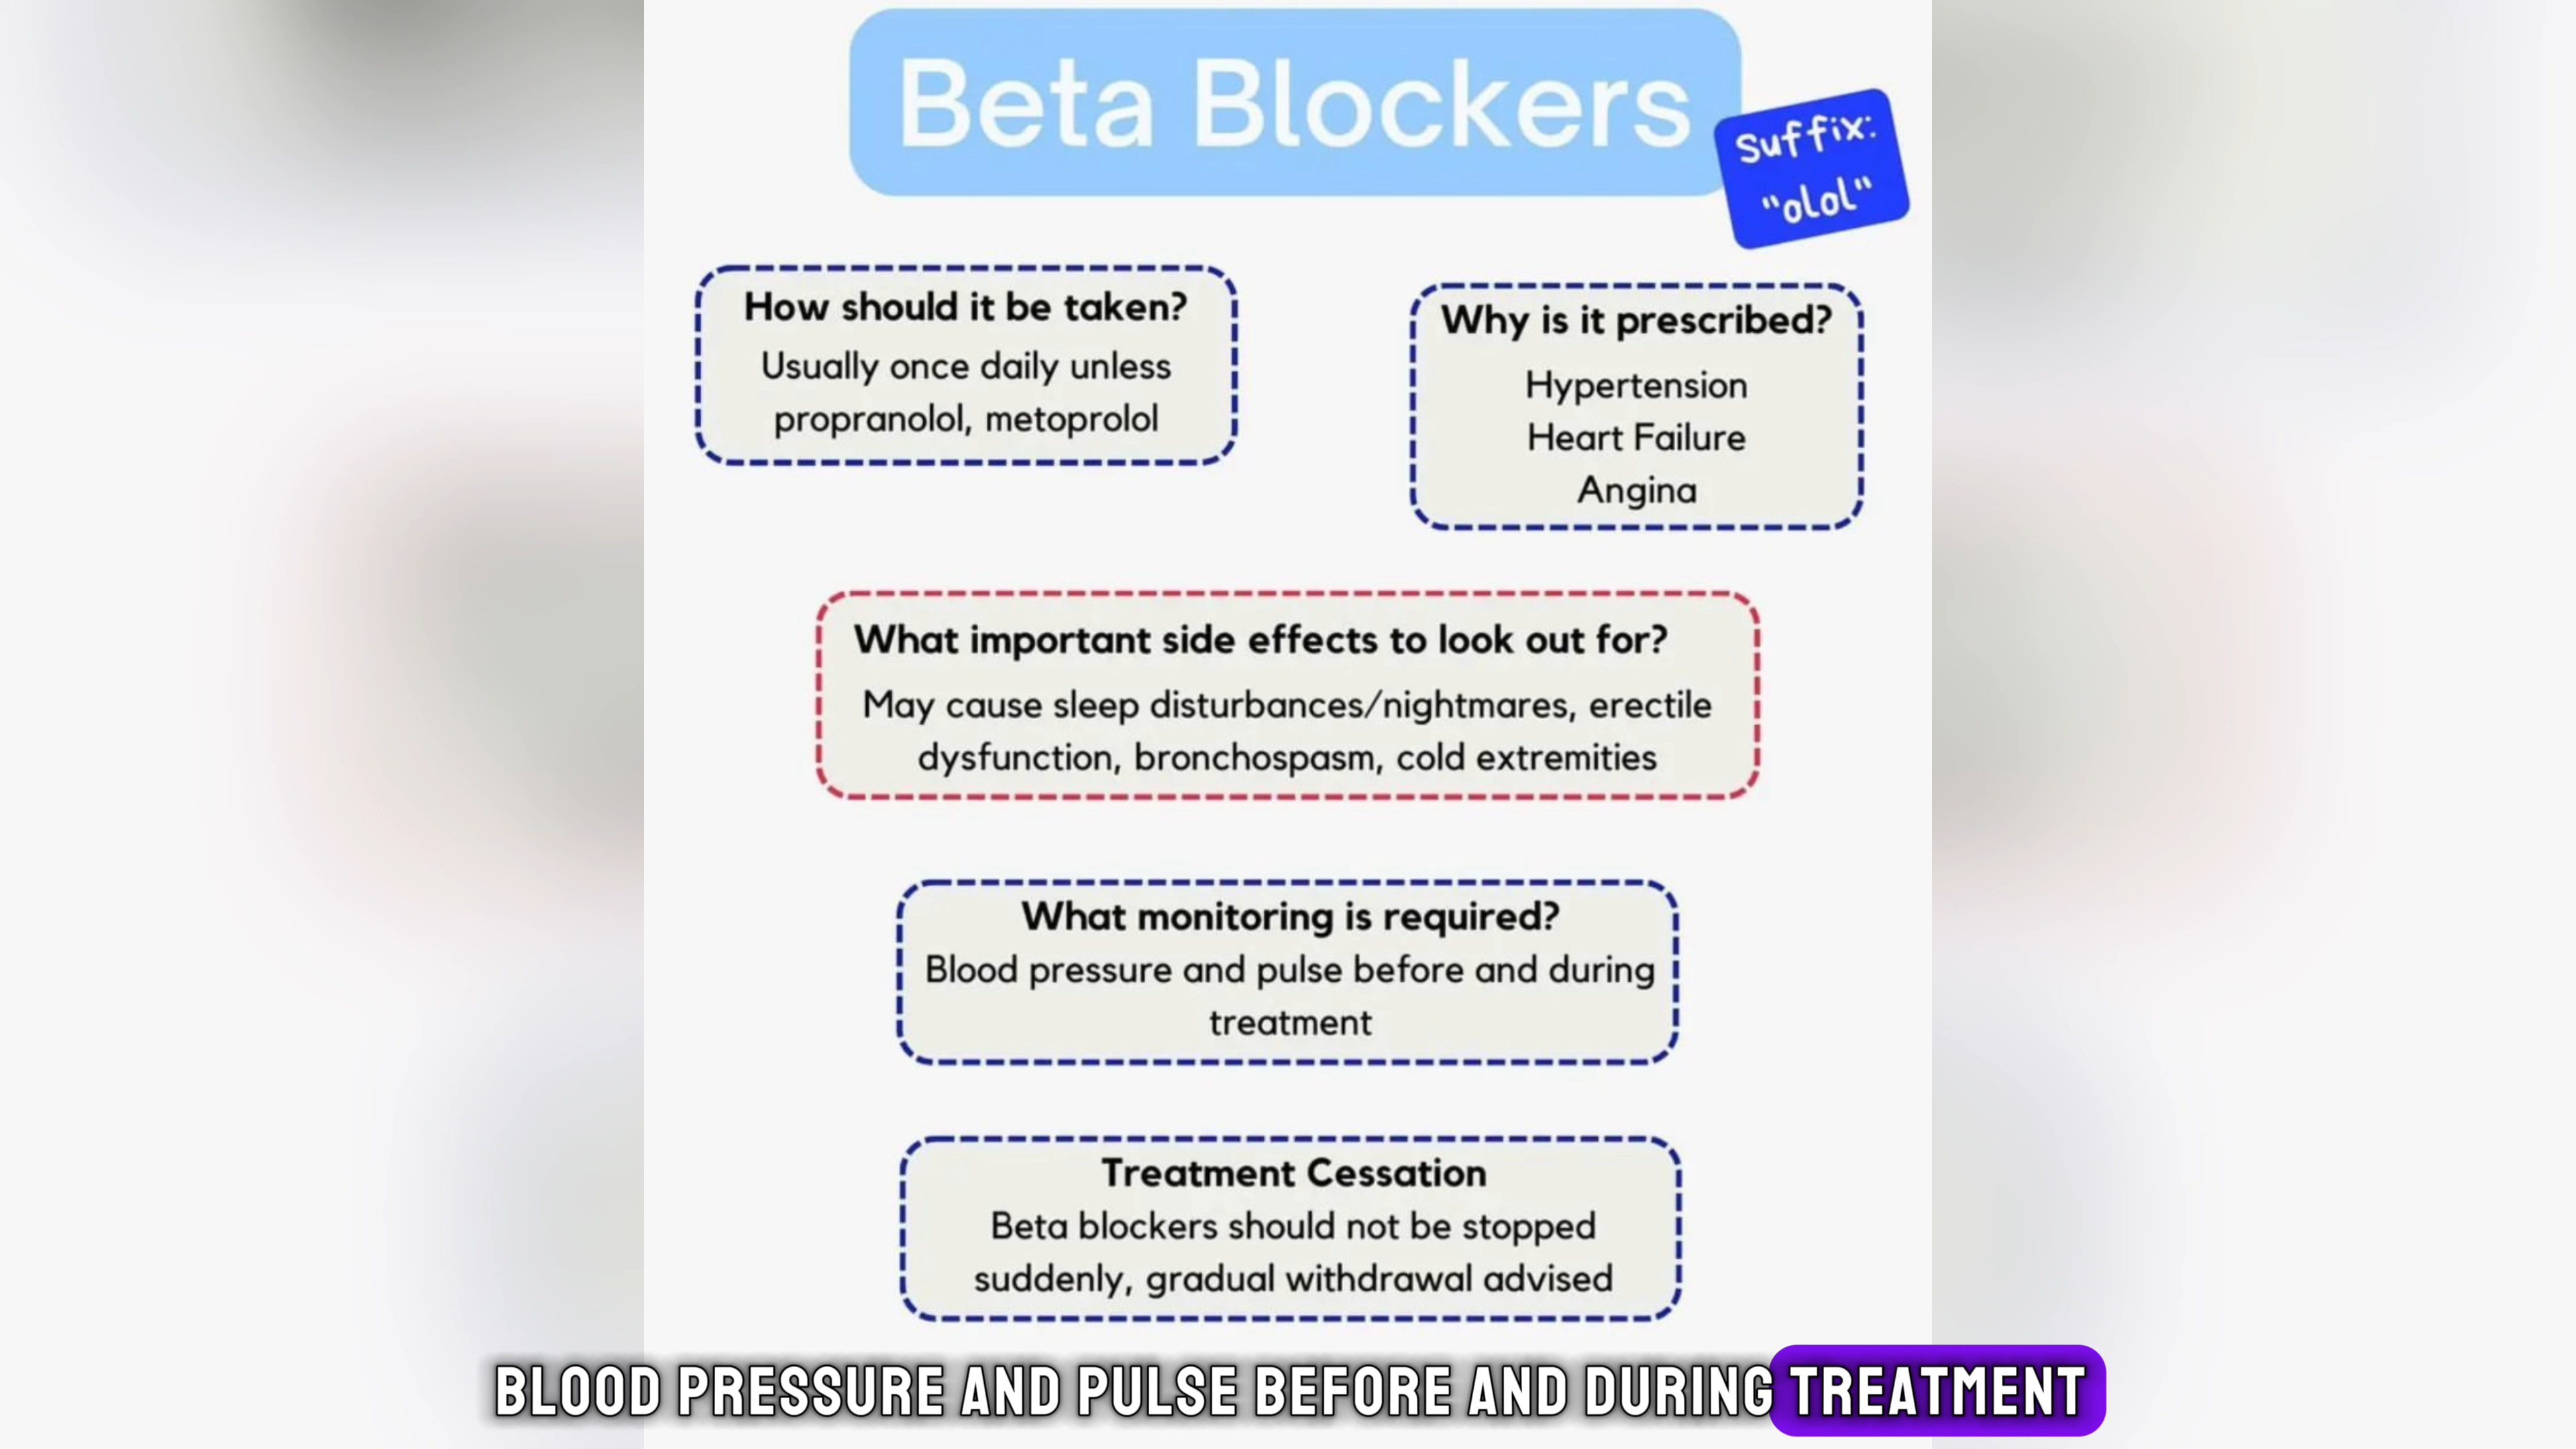 Beta Blockers
Suffix:
"olol"
How should it be taken?
Usually once daily unless
propranolol, metoprolol
Why is it prescribed?
Hypertension
Heart Failure
Angina
What important side effects to look out for?
May cause sleep disturbances/nightmares, erectile
dysfunction, bronchospasm, cold extremities
What monitoring is required?
Blood pressure and pulse before and during
treatment
Treatment Cessation
Beta blockers should not be stopped
suddenly, gradual withdrawal advised
BLOOD PRESSURE AND PULSE BEFORE AND DURING TREATMENT